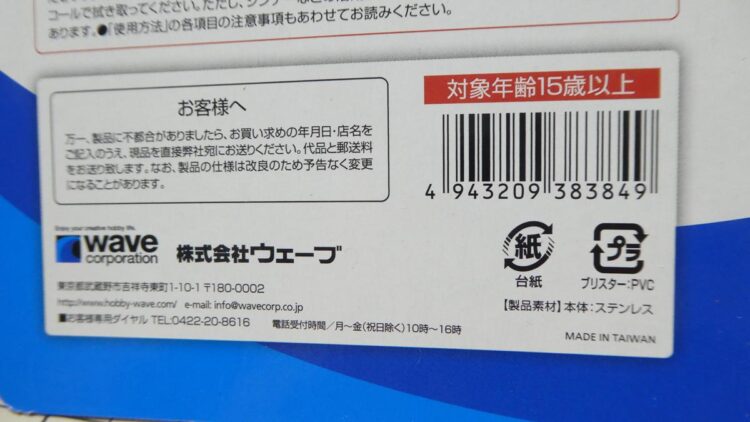 コールで拭き取ってください。ただし、シンナーなどの
あります。●「使用方法」の各項目の注意事項もあわせてお読みください。
お客様へ
万一、製品に不都合がありましたら、お買い求めの年月日・店名を
ご記入のうえ、現品を直接弊社宛にお送りください。代品と郵送料
をお送り致します。なお、製品の仕様は改良のため予告なく変更
になることがあります。
対象年齢15歳以上
4 943209 383849
Enjoy your creative hobby life.
wave
corporation
株式会社ウェーブ
東京都武蔵野市吉祥寺東町1-10-1 〒180-0002
http://www.hobby-wave.com/ e-mail: info@wavecorp.co.jp
■お客様専用ダイヤル TEL:0422-20-8616 電話受付時間/月〜金(祝日除く)10時〜16時
紙
台紙
プラ
ブリスター:PVC
【製品素材】本体:ステンレス
MADE IN TAIWAN